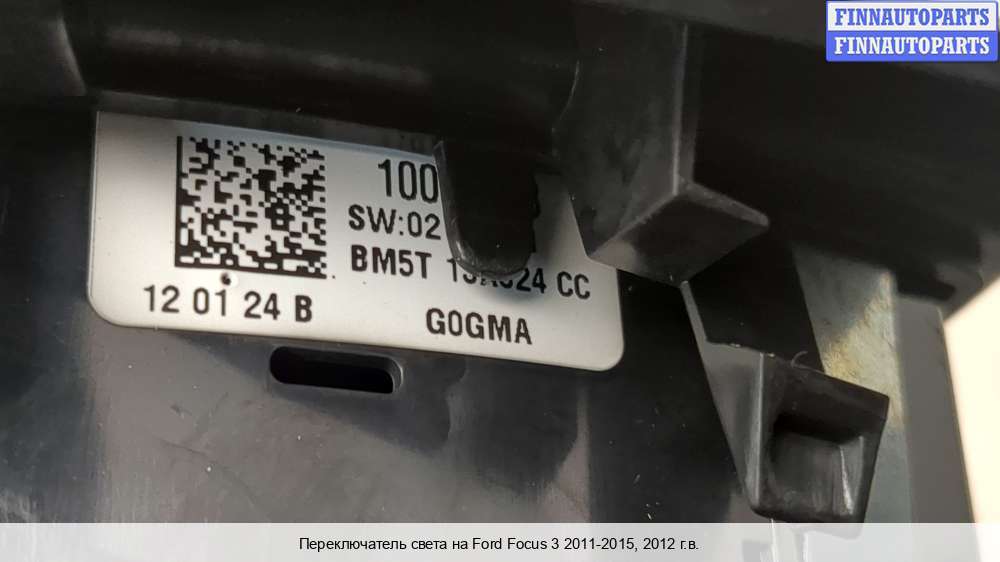 FINNAUTOPARTS
FINNAUTOPARTS
100
SW:02
BM5T CC
12 01 24 B
G0GMA
Переключатель света на Ford Focus 3 2011-2015, 2012 г.в.